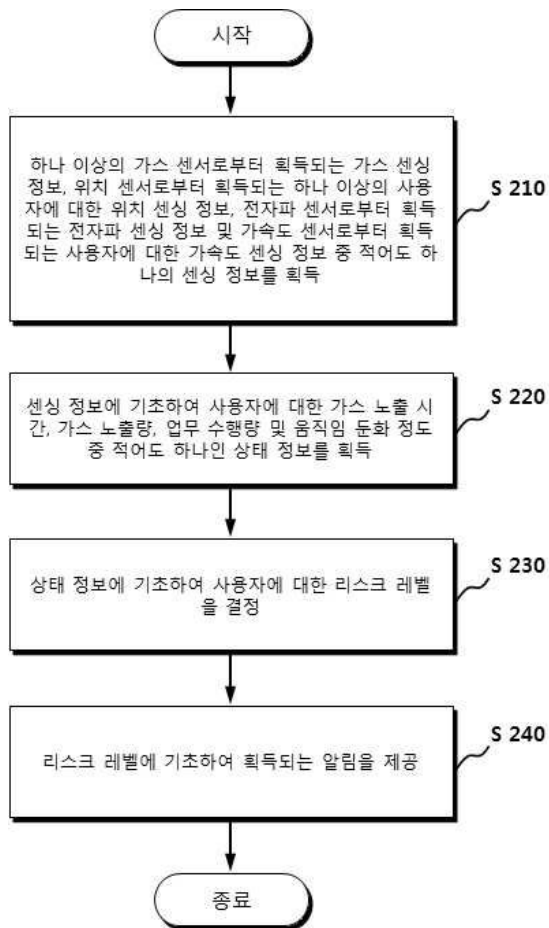 시작
하나 이상의 가스 센서로부터 획득되는 가스 센싱
정보, 위치 센서로부터 획득되는 하나 이상의 사용
자에 대한 위치 센싱 정보, 전자파 센서로부터 획득
되는 전자파 센싱 정보 및 가속도 센서로부터 획득
되는 사용자에 대한 가속도 센싱 정보 중 적어도 하
나의 센싱 정보를 획득
S 210
센싱 정보에 기초하여 사용자에 대한 가스 노출 시
간, 가스 노출량, 업무 수행량 및 움직임 둔화 정도
중 적어도 하나인 상태 정보를 획득
S 220
상태 정보에 기초하여 사용자에 대한 리스크 레벨
을 결정
S 230
리스크 레벨에 기초하여 획득되는 알림을 제공
S 240
종료